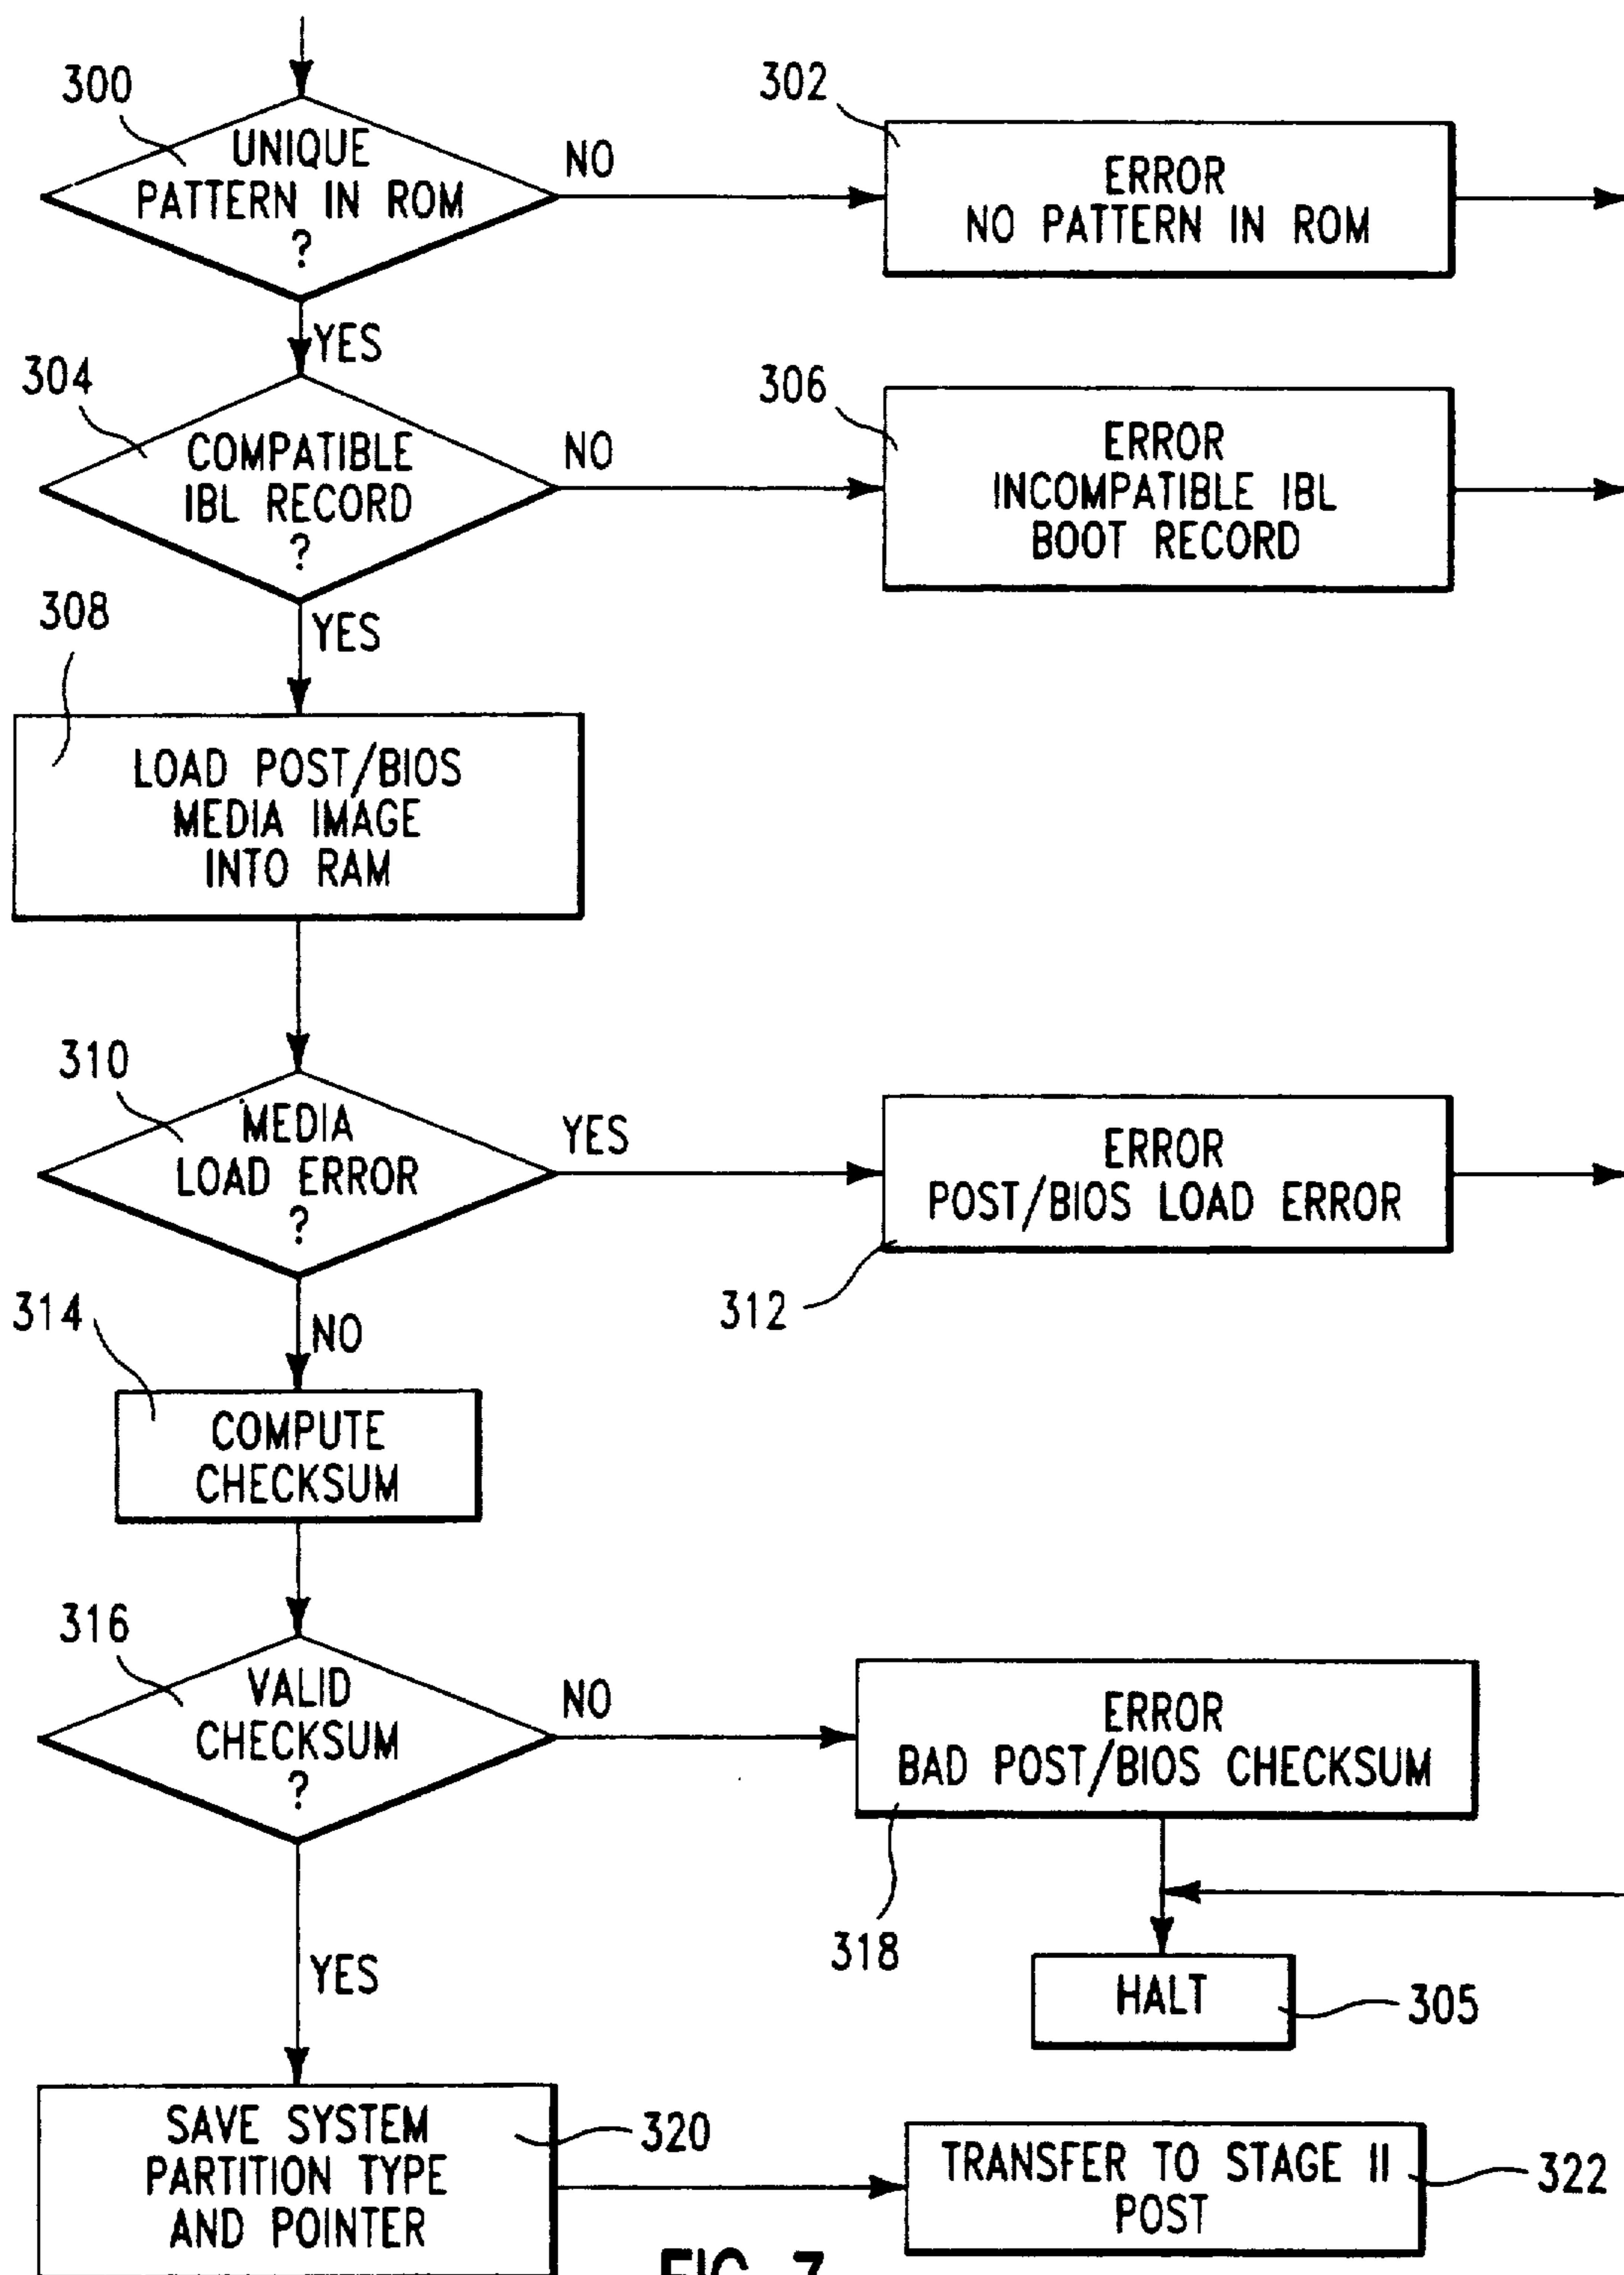 300
UNIQUE
PATTERN IN ROM
?
NO
302
ERROR
NO PATTERN IN ROM
YES
304
COMPATIBLE
IBL RECORD
?
NO
306
ERROR
INCOMPATIBLE IBL
BOOT RECORD
YES
308
LOAD POST/BIOS
MEDIA IMAGE
INTO RAM
310
MEDIA
LOAD ERROR
?
YES
ERROR
POST/BIOS LOAD ERROR
312
NO
314
COMPUTE
CHECKSUM
316
VALID
CHECKSUM
?
NO
ERROR
BAD POST/BIOS CHECKSUM
318
YES
HALT
305
SAVE SYSTEM
PARTITION TYPE
AND POINTER
320
TRANSFER TO STAGE II
POST
322